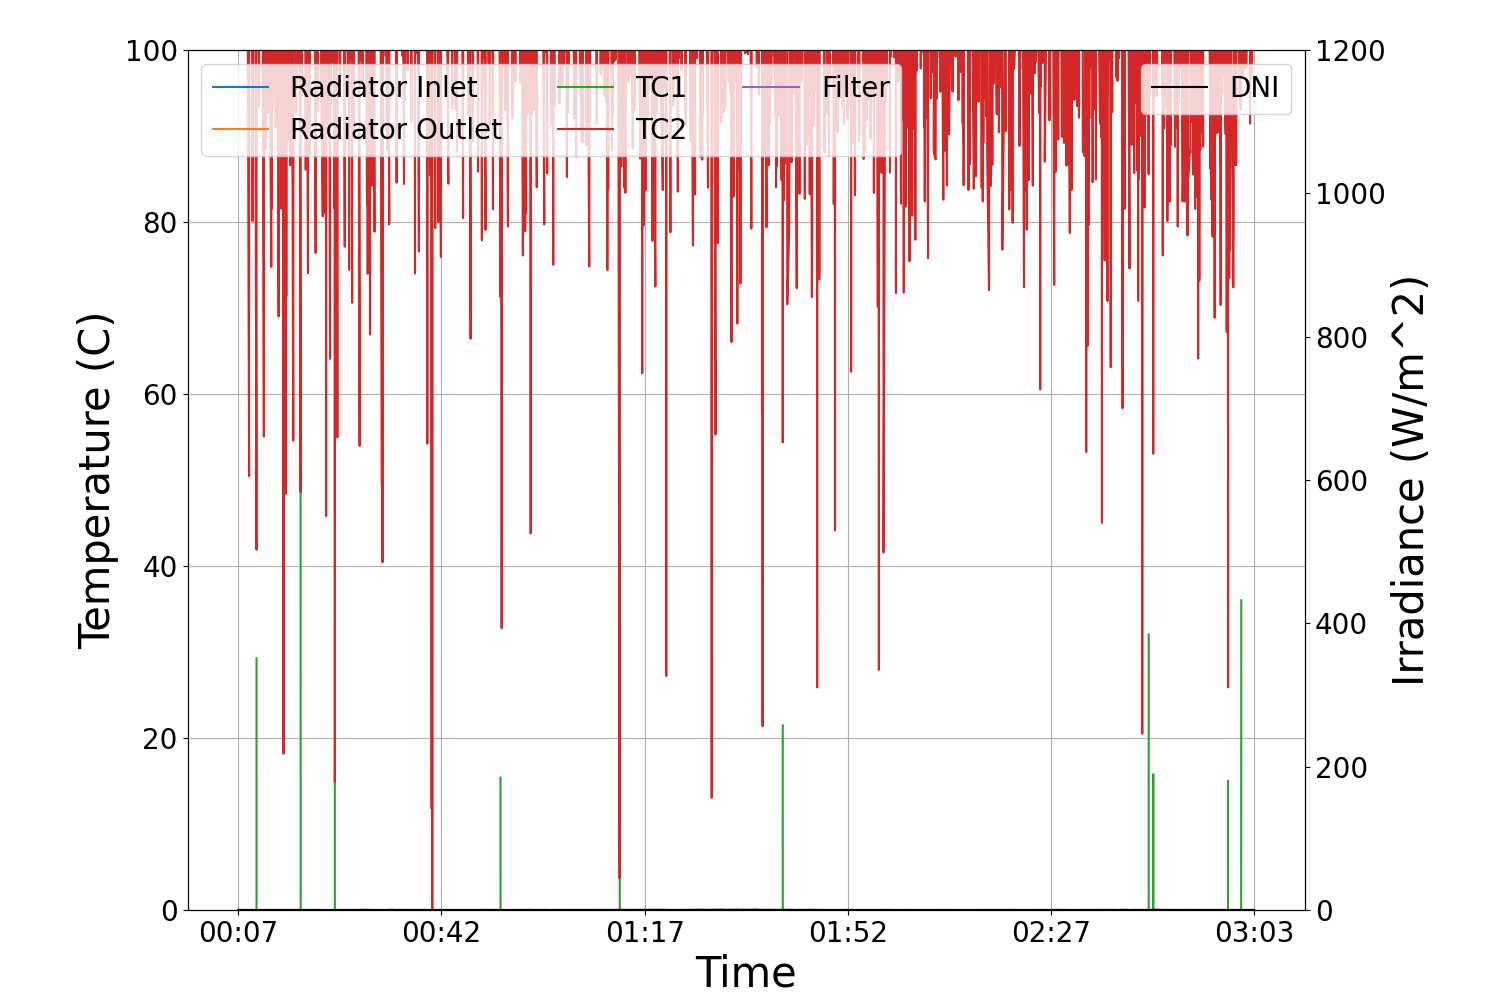 100
80
60
40
20
0
Temperature (C)
Radiator Inlet
Radiator Outlet
TC1
TC2
Filter
DNI
1200
1000
800
600
400
200
0
Irradiance (W/m^2)
00:07 00:42 01:17 01:52 02:27 03:03
Time